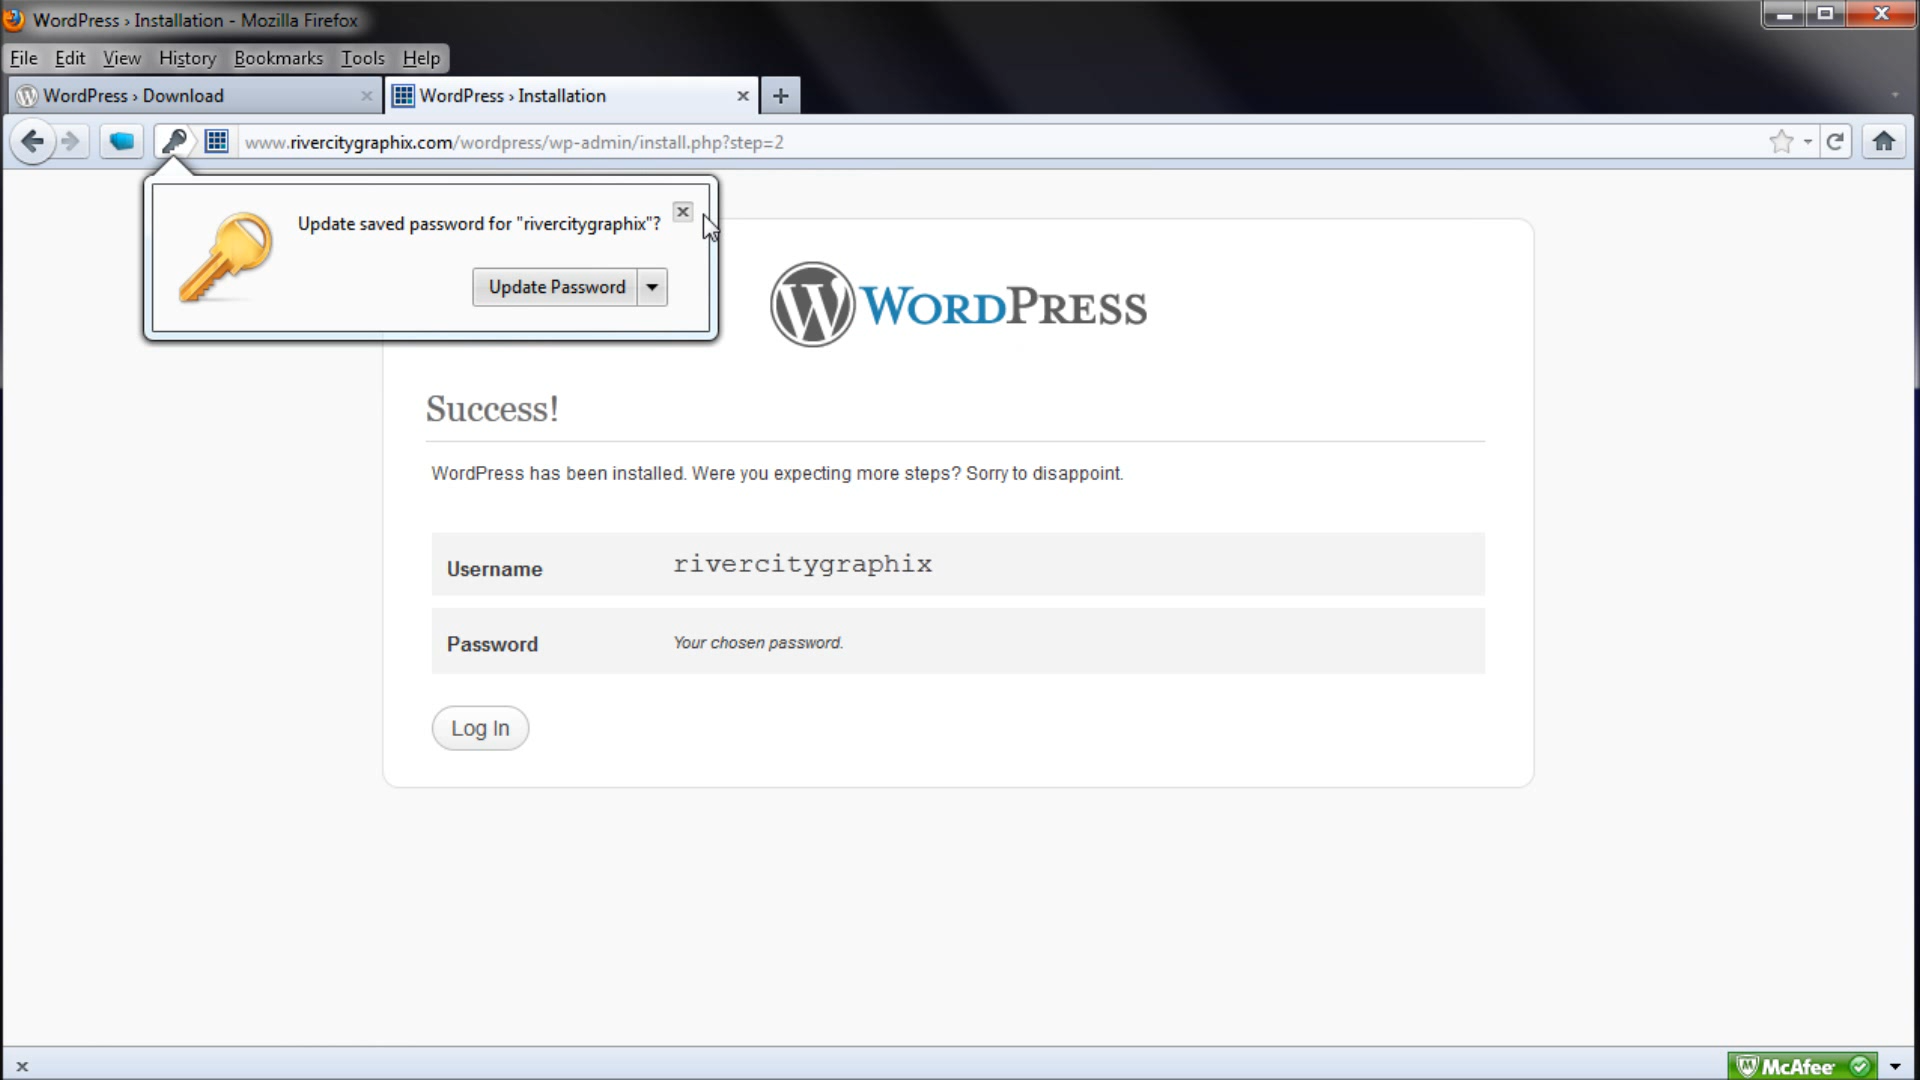 WordPress › Installation - Mozilla Firefox
File Edit View History Bookmarks Tools Help
WordPress › Download
WordPress › Installation
www.rivercitygraphix.com/wordpress/wp-admin/install.php?step=2
Update saved password for "rivercitygraphix"?
Update Password
WORDPRESS
Success!
WordPress has been installed. Were you expecting more steps? Sorry to disappoint.
Username rivercitygraphix
Password Your chosen password.
Log In
McAfee